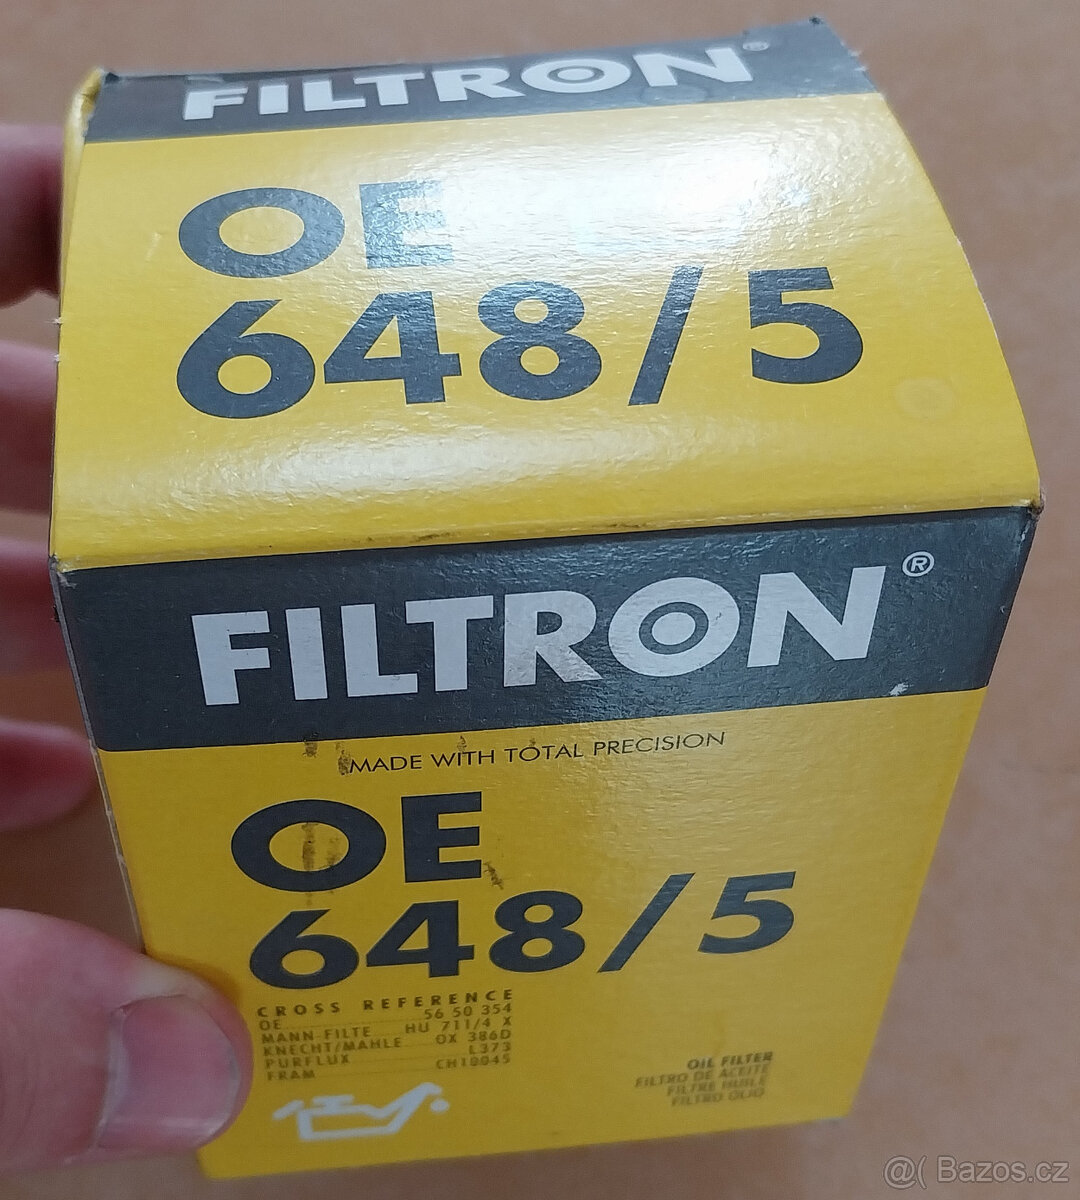 FILTRON®
OE
648/5
FILTRON®
MADE WITH TOTAL PRECISION
OE
648/5
CROSS REFERENCE
OE 56 50 354
MANN-FILTE HU 711/4 X
KNECHT/MAHLE OX 386D
PURFLUX L373
FRAM CH10045
OIL FILTER
FILTRO DE ACEITE
FILTRE HUILE
FILTRO OLIO
@( Bazos.cz